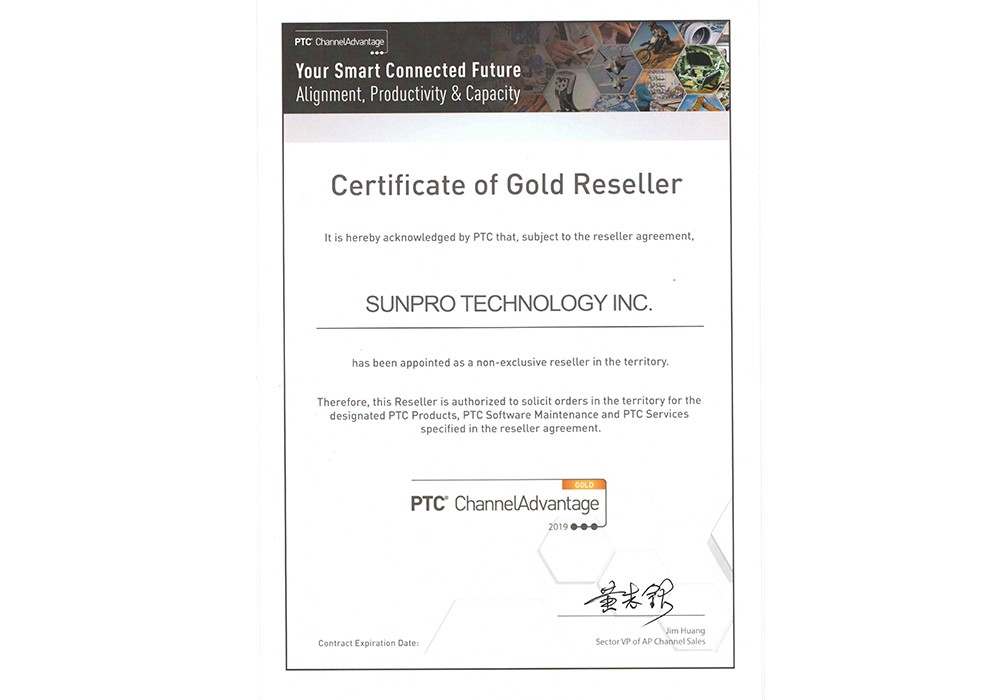 PTC® ChannelAdvantage
Your Smart Connected Future
Alignment, Productivity & Capacity
Certificate of Gold Reseller
It is hereby acknowledged by PTC that, subject to the reseller agreement,
SUNPRO TECHNOLOGY INC.
has been appointed as a non-exclusive reseller in the territory.
Therefore, this Reseller is authorized to solicit orders in the territory for the
designated PTC Products, PTC Software Maintenance and PTC Services
specified in the reseller agreement.
GOLD
PTC® ChannelAdvantage
2019
Jim Huang
Contract Expiration Date:
Sector VP of AP Channel Sales